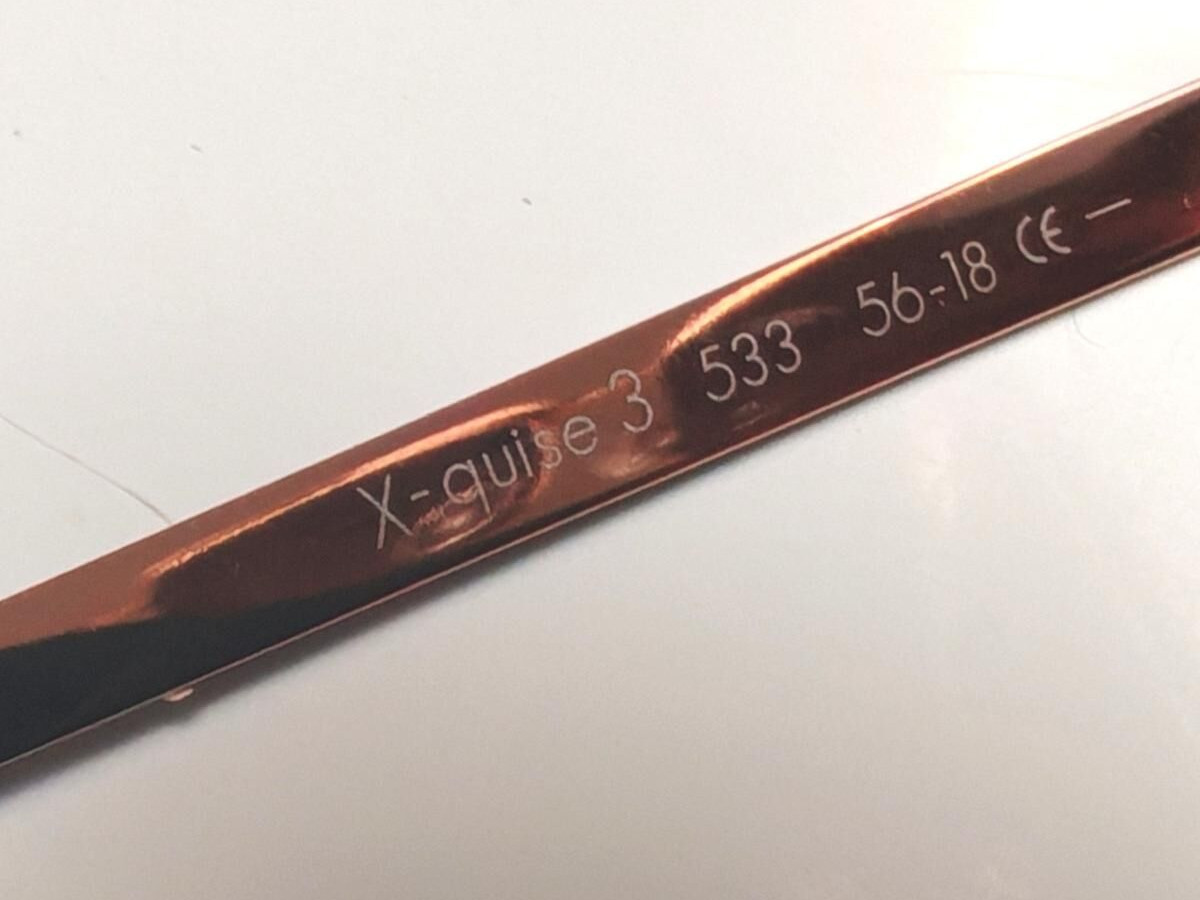 X-quise 3 533 56-18 CE —